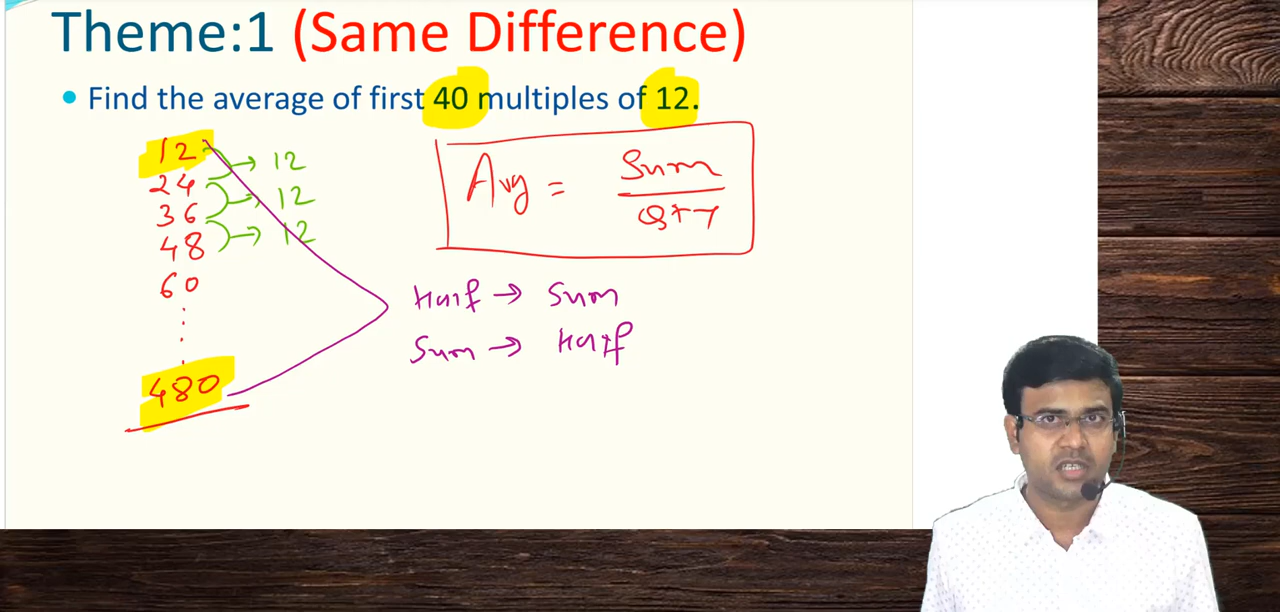 Theme:1 (Same Difference)
• Find the average of first 40 multiples of 12.
12
24
36
48
60
480
→ 12
→ 12
→ 12
Avg = Sum
Qty
Half → Sum
Sum → Half